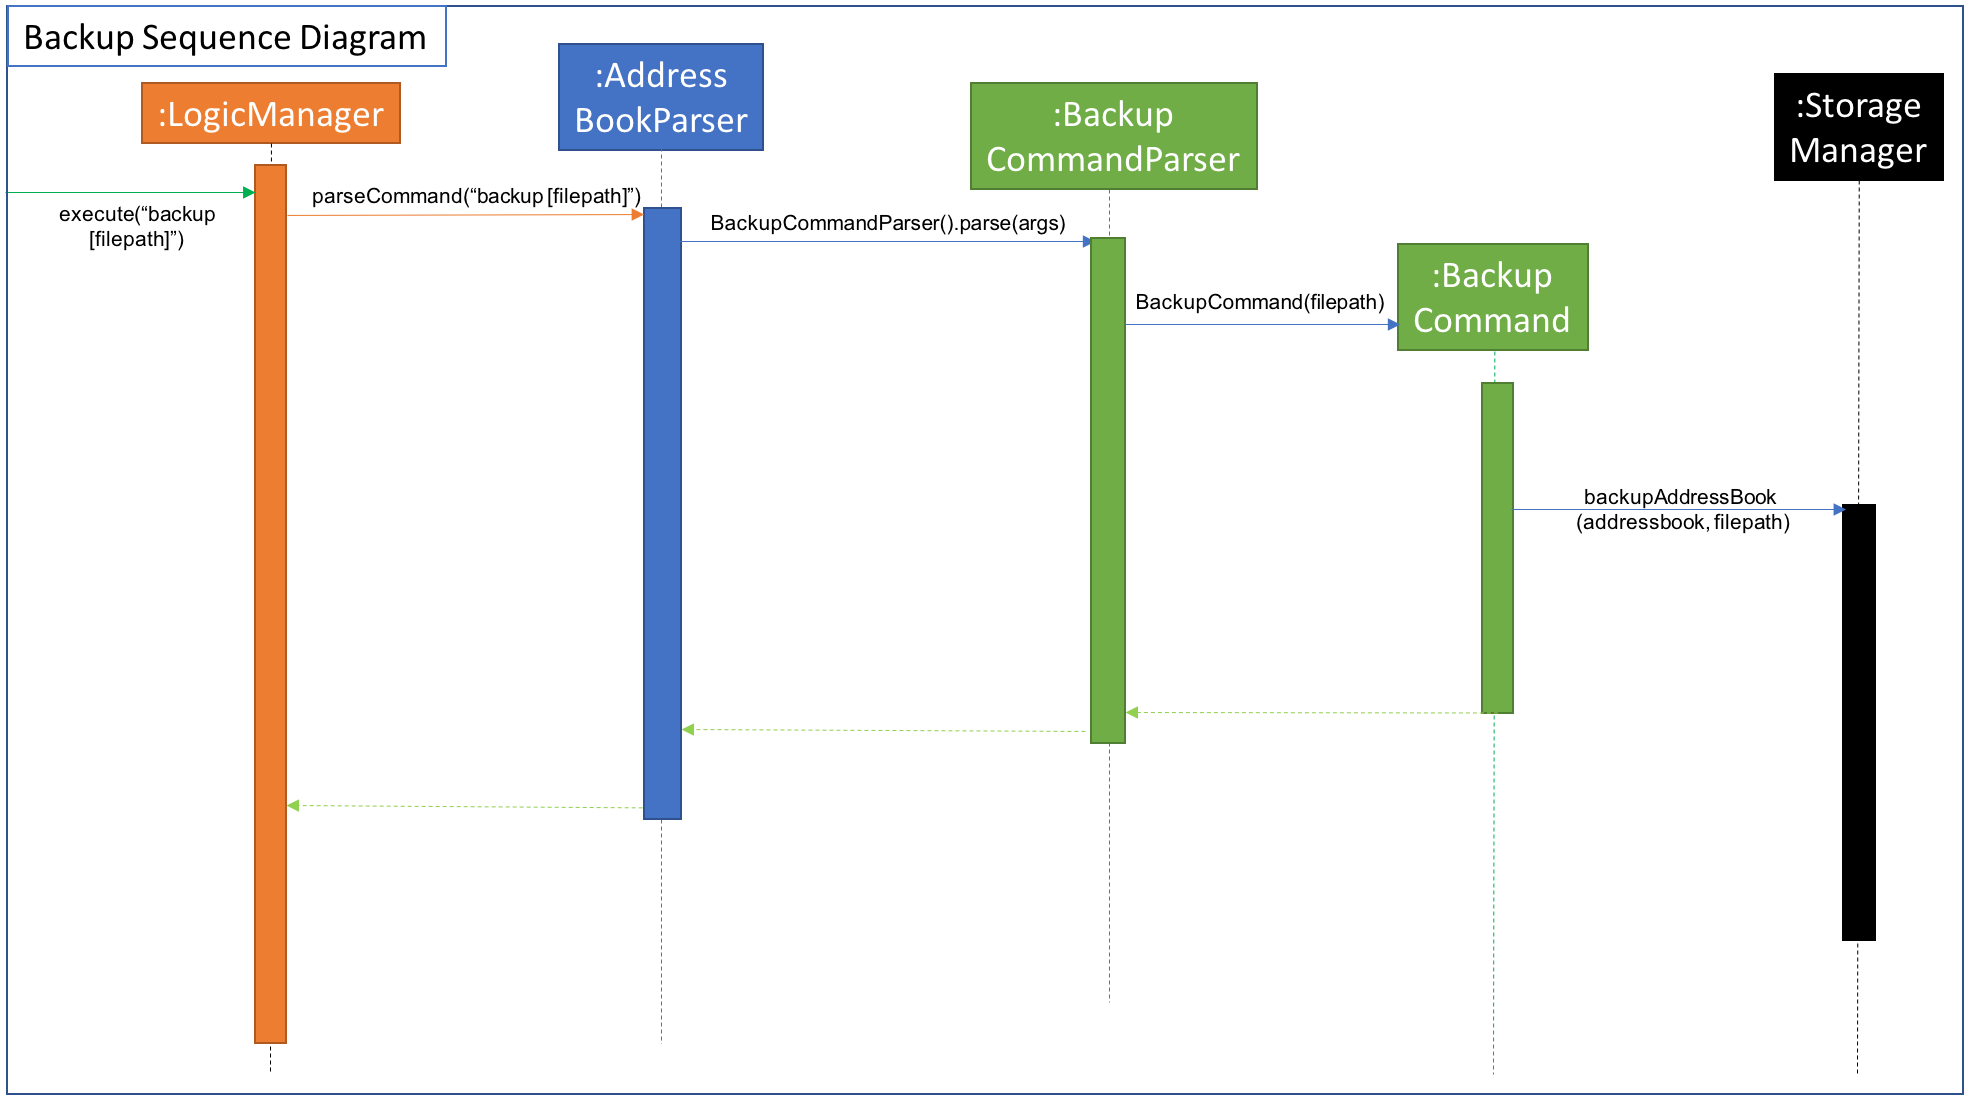 Backup Sequence Diagram
:LogicManager
:Address
BookParser
:Backup
CommandParser
:Storage
Manager
execute(“backup
[filepath]”)
parseCommand(“backup [filepath]”)
BackupCommandParser().parse(args)
:Backup
Command
BackupCommand(filepath)
backupAddressBook
(addressbook, filepath)